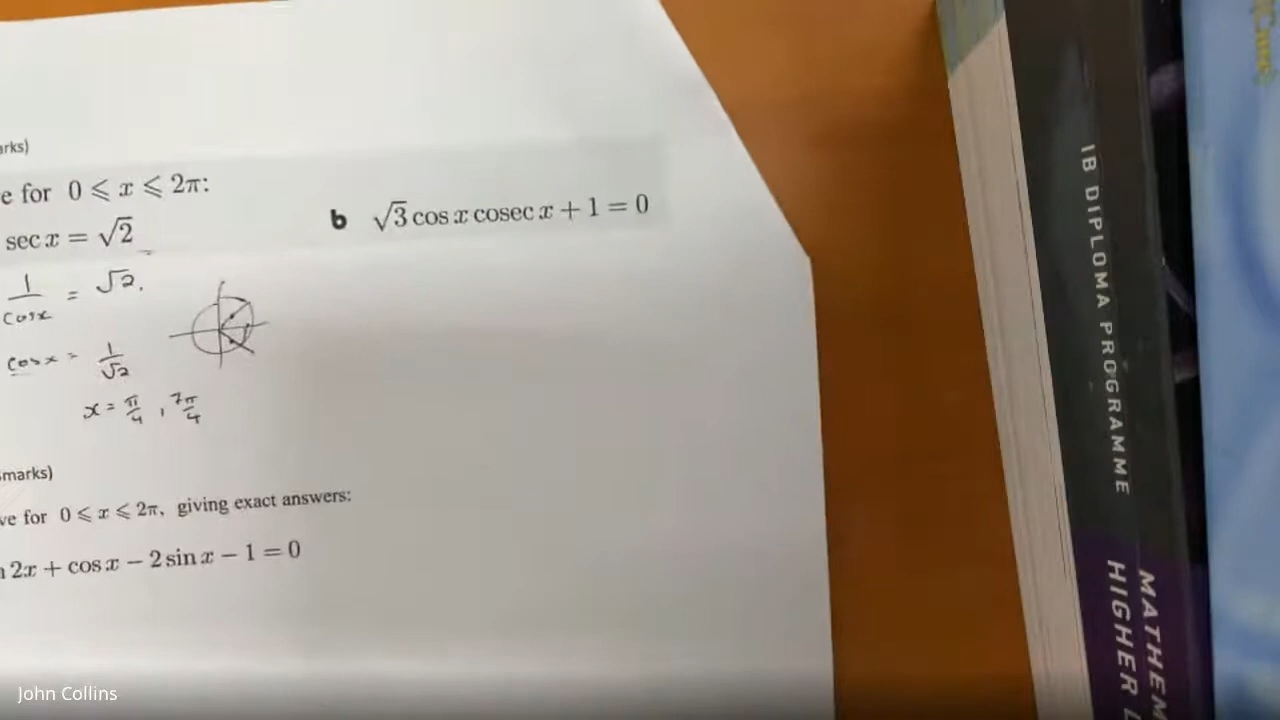 arks)
e for 0 ⩽ x ⩽ 2π:
sec x = √2
b √3 cos x cosec x + 1 = 0
1/cosx = √2.
cosx = 1/√2
x = π/4 , 7π/4
marks)
ve for 0 ⩽ x ⩽ 2π, giving exact answers:
2x + cos x − 2 sin x − 1 = 0
IB DIPLOMA PROGRAMME
MATHEM
HIGHER L
John Collins